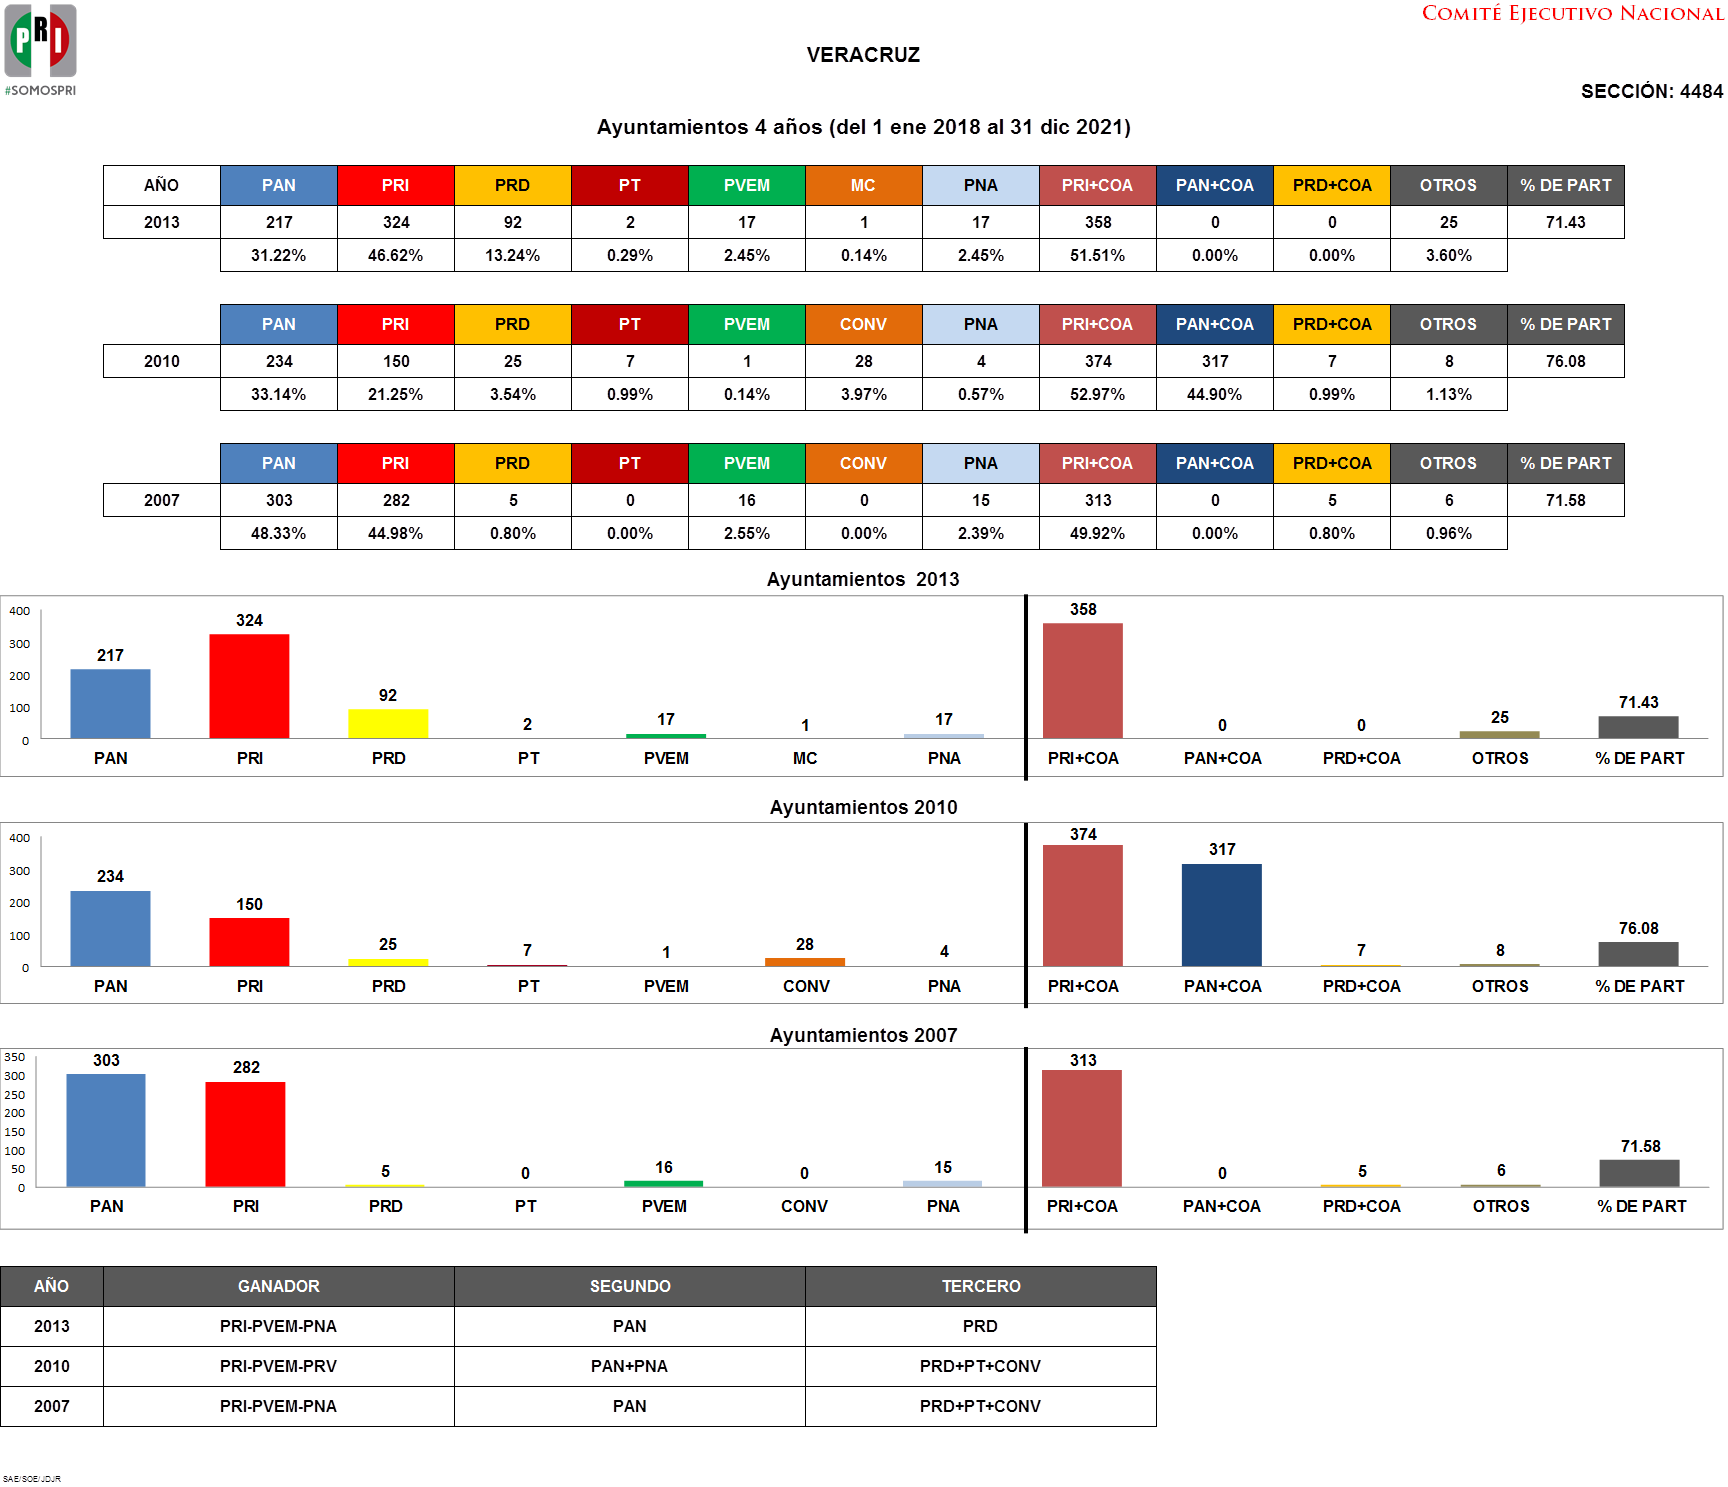 COMITÉ EJECUTIVO NACIONAL
PRI
#SOMOSPRI
VERACRUZ
SECCIÓN: 4484
Ayuntamientos 4 años (del 1 ene 2018 al 31 dic 2021)
AÑO PAN PRI PRD PT PVEM MC PNA PRI+COA PAN+COA PRD+COA OTROS % DE PART
2013 217 324 92 2 17 1 17 358 0 0 25 71.43
31.22% 46.62% 13.24% 0.29% 2.45% 0.14% 2.45% 51.51% 0.00% 0.00% 3.60%
PAN PRI PRD PT PVEM CONV PNA PRI+COA PAN+COA PRD+COA OTROS % DE PART
2010 234 150 25 7 1 28 4 374 317 7 8 76.08
33.14% 21.25% 3.54% 0.99% 0.14% 3.97% 0.57% 52.97% 44.90% 0.99% 1.13%
PAN PRI PRD PT PVEM CONV PNA PRI+COA PAN+COA PRD+COA OTROS % DE PART
2007 303 282 5 0 16 0 15 313 0 5 6 71.58
48.33% 44.98% 0.80% 0.00% 2.55% 0.00% 2.39% 49.92% 0.00% 0.80% 0.96%
Ayuntamientos 2013
400
300
200
100
0
217 324 92 2 17 1 17 358 0 0 25 71.43
PAN PRI PRD PT PVEM MC PNA PRI+COA PAN+COA PRD+COA OTROS % DE PART
Ayuntamientos 2010
400
300
200
100
0
234 150 25 7 1 28 4 374 317 7 8 76.08
PAN PRI PRD PT PVEM CONV PNA PRI+COA PAN+COA PRD+COA OTROS % DE PART
Ayuntamientos 2007
350
300
250
200
150
100
50
0
303 282 5 0 16 0 15 313 0 5 6 71.58
PAN PRI PRD PT PVEM CONV PNA PRI+COA PAN+COA PRD+COA OTROS % DE PART
AÑO GANADOR SEGUNDO TERCERO
2013 PRI-PVEM-PNA PAN PRD
2010 PRI-PVEM-PRV PAN+PNA PRD+PT+CONV
2007 PRI-PVEM-PNA PAN PRD+PT+CONV
SAE/SOE/JDJR